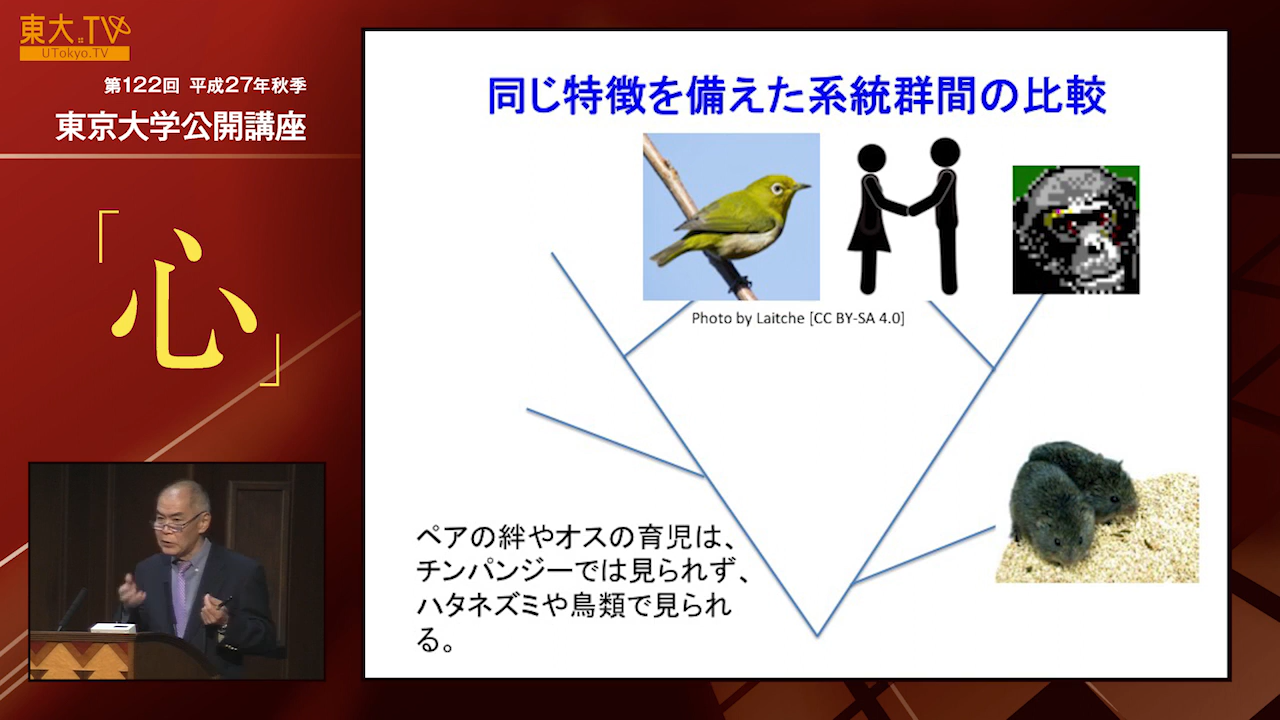 東大.TV
UTokyo.TV
第122回 平成27年秋季
東京大学公開講座
「心」
同じ特徴を備えた系統群間の比較
Photo by Laitche [CC BY-SA 4.0]
ペアの絆やオスの育児は、
チンパンジーでは見られず、
ハタネズミや鳥類で見られ
る。